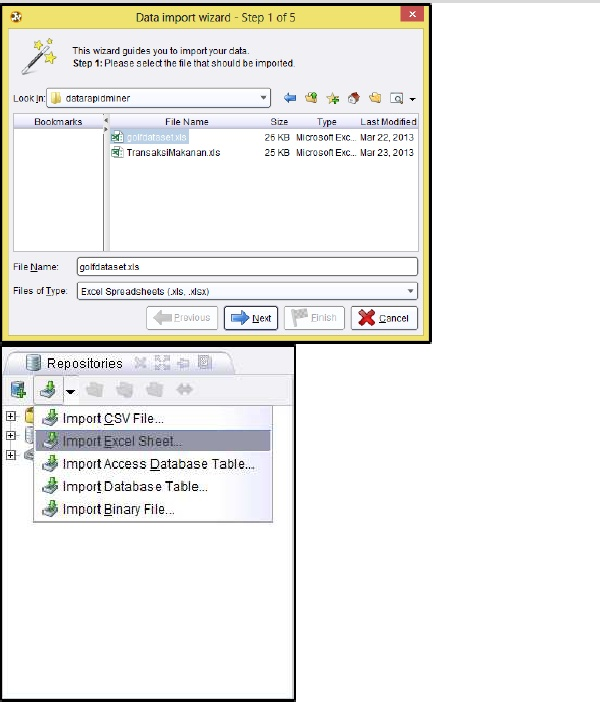 Data import wizard - Step 1 of 5
This wizard guides you to import your data.
Step 1: Please select the file that should be imported.
Look in: datarapidminer
Bookmarks File Name Size Type Last Modified
golfdataset.xls 26 KB Microsoft Exc... Mar 22, 2013
TransaksiMakanan.xls 25 KB Microsoft Exc... Mar 23, 2013
File Name: golfdataset.xls
Files of Type: Excel Spreadsheets (.xls, .xlsx)
Previous Next Finish Cancel
Repositories
Import CSV File...
Import Excel Sheet...
Import Access Database Table...
Import Database Table...
Import Binary File...